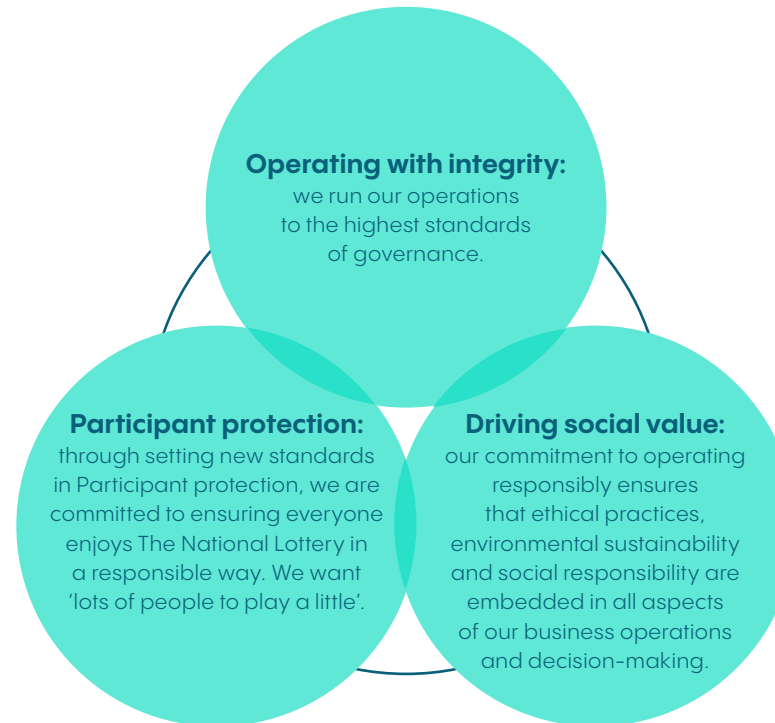 Operating with integrity:
we run our operations
to the highest standards
of governance.
Participant protection:
through setting new standards
in Participant protection, we are
committed to ensuring everyone
enjoys The National Lottery in
a responsible way. We want
‘lots of people to play a little’.
Driving social value:
our commitment to operating
responsibly ensures
that ethical practices,
environmental sustainability
and social responsibility are
embedded in all aspects
of our business operations
and decision-making.